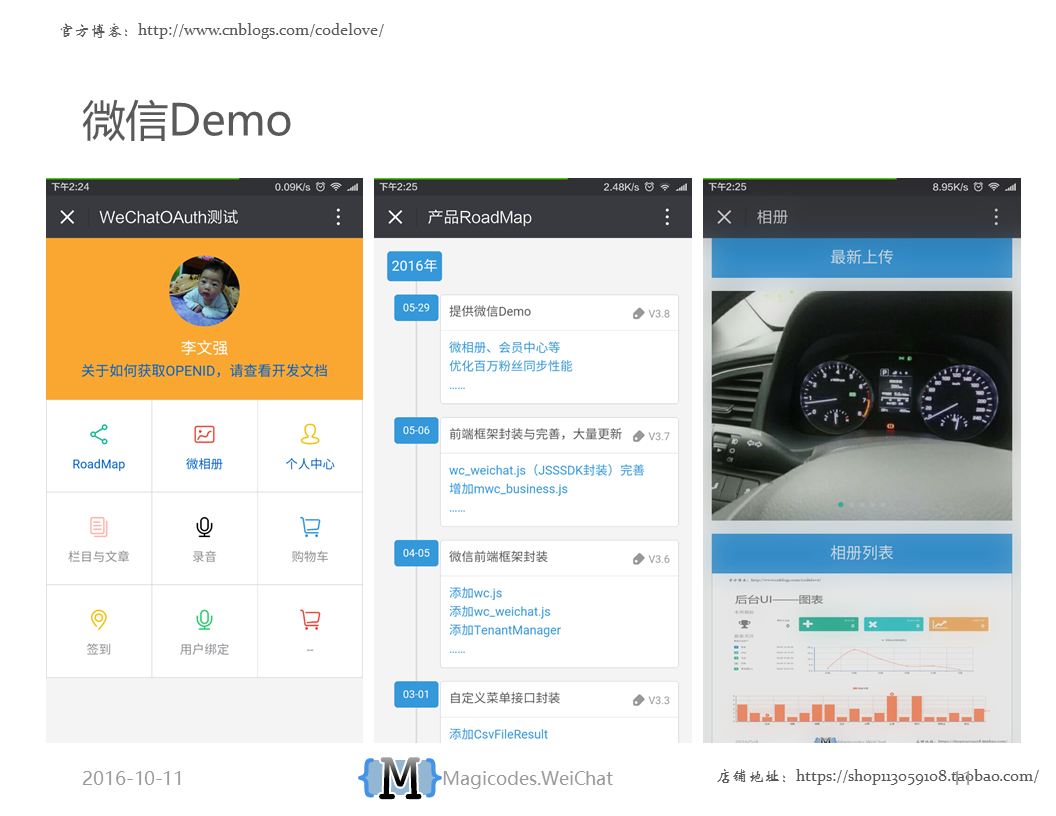 官方博客：http://www.cnblogs.com/codelove/
微信Demo
下午2:24 0.09K/s
WeChatOAuth测试
李文强
关于如何获取OPENID，请查看开发文档
RoadMap 微相册 个人中心
栏目与文章 录音 购物车
签到 用户绑定 --
下午2:25 2.48K/s
产品RoadMap
2016年
05-29 提供微信Demo V3.8
微相册、会员中心等
优化百万粉丝同步性能
......
05-06 前端框架封装与完善，大量更新 V3.7
wc_weichat.js（JSSSDK封装）完善
增加mwc_business.js
......
04-05 微信前端框架封装 V3.6
添加wc.js
添加wc_weichat.js
添加TenantManager
......
03-01 自定义菜单接口封装 V3.3
添加CsvFileResult
下午2:25 8.95K/s
相册
最新上传
相册列表
后台UI——图表
2016-10-11
M Magicodes.WeiChat
店铺地址：https://shop113059108.taobao.com/
11